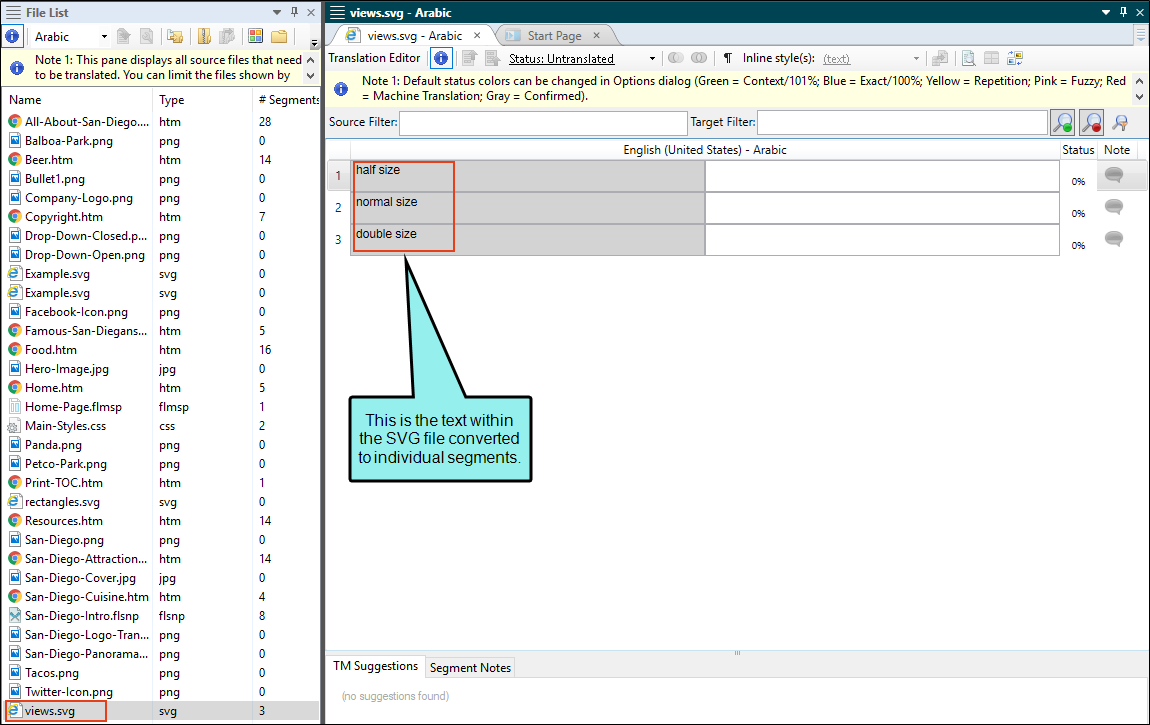 File List
Arabic
Note 1: This pane displays all source files that need
to be translated. You can limit the files shown by
Name Type # Segments
All-About-San-Diego.... htm 28
Balboa-Park.png png 0
Beer.htm htm 14
Bullet1.png png 0
Company-Logo.png png 0
Copyright.htm htm 7
Drop-Down-Closed.p... png 0
Drop-Down-Open.png png 0
Example.svg svg 0
Example.svg svg 0
Facebook-Icon.png png 0
Famous-San-Diegans... htm 5
Food.htm htm 16
Hero-Image.jpg jpg 0
Home.htm htm 5
Home-Page.flmsp flmsp 1
Main-Styles.css css 2
Panda.png png 0
Petco-Park.png png 0
Print-TOC.htm htm 1
rectangles.svg svg 0
Resources.htm htm 14
San-Diego.png png 0
San-Diego-Attraction... htm 14
San-Diego-Cover.jpg jpg 0
San-Diego-Cuisine.htm htm 4
San-Diego-Intro.flsnp flsnp 8
San-Diego-Logo-Tran... png 0
San-Diego-Panorama... png 0
Tacos.png png 0
Twitter-Icon.png png 0
views.svg svg 3
views.svg - Arabic
views.svg - Arabic Start Page
Translation Editor Status: Untranslated Inline style(s): (text)
Note 1: Default status colors can be changed in Options dialog (Green = Context/101%; Blue = Exact/100%; Yellow = Repetition; Pink = Fuzzy; Red
= Machine Translation; Gray = Confirmed).
Source Filter: Target Filter:
English (United States) - Arabic Status Note
1 half size 0%
2 normal size 0%
3 double size 0%
This is the text within
the SVG file converted
to individual segments.
TM Suggestions Segment Notes
(no suggestions found)